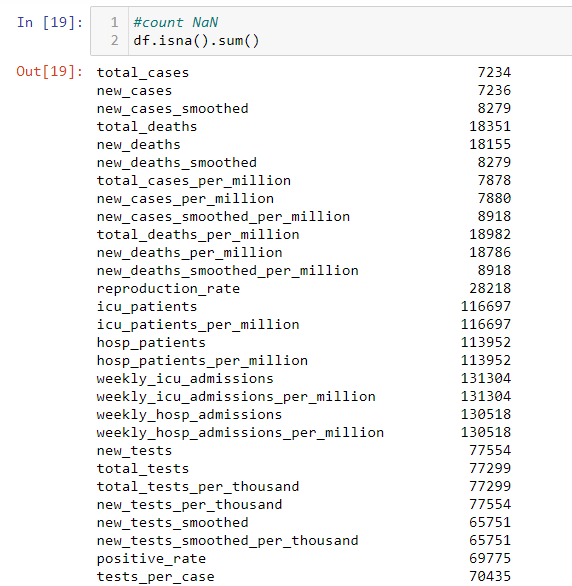 In [19]: 1 #count NaN
2 df.isna().sum()
Out[19]: total_cases 7234
new_cases 7236
new_cases_smoothed 8279
total_deaths 18351
new_deaths 18155
new_deaths_smoothed 8279
total_cases_per_million 7878
new_cases_per_million 7880
new_cases_smoothed_per_million 8918
total_deaths_per_million 18982
new_deaths_per_million 18786
new_deaths_smoothed_per_million 8918
reproduction_rate 28218
icu_patients 116697
icu_patients_per_million 116697
hosp_patients 113952
hosp_patients_per_million 113952
weekly_icu_admissions 131304
weekly_icu_admissions_per_million 131304
weekly_hosp_admissions 130518
weekly_hosp_admissions_per_million 130518
new_tests 77554
total_tests 77299
total_tests_per_thousand 77299
new_tests_per_thousand 77554
new_tests_smoothed 65751
new_tests_smoothed_per_thousand 65751
positive_rate 69775
tests_per_case 70435